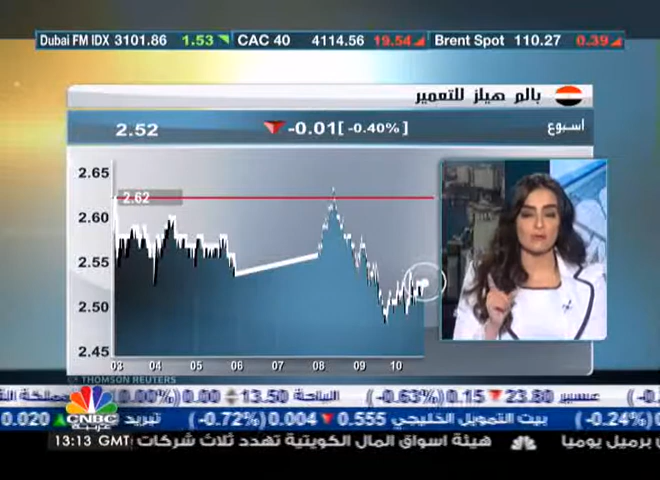 Dubai FM IDX 3101.86 1.53 CAC 40 4114.56 19.54 Brent Spot 110.27 0.39
بالم هيلز للتعمير
2.52 -0.01[ -0.40%] اسبوع
2.65
2.62
2.60
2.55
2.50
2.45
03 04 05 06 07 08 09 10
THOMSON REUTERS
0.00%) 0.00 13.50 الباحة (-0.63%) 0.15 23.80 عسير
CNBC
عربية
0.020 تبريد (-0.72%) 0.004 0.555 بيت التمويل الخليجي (-0.24%)
13:13 GMT هيئة اسواق المال الكويتية تهدد ثلاث شركات ن برميل يوميا